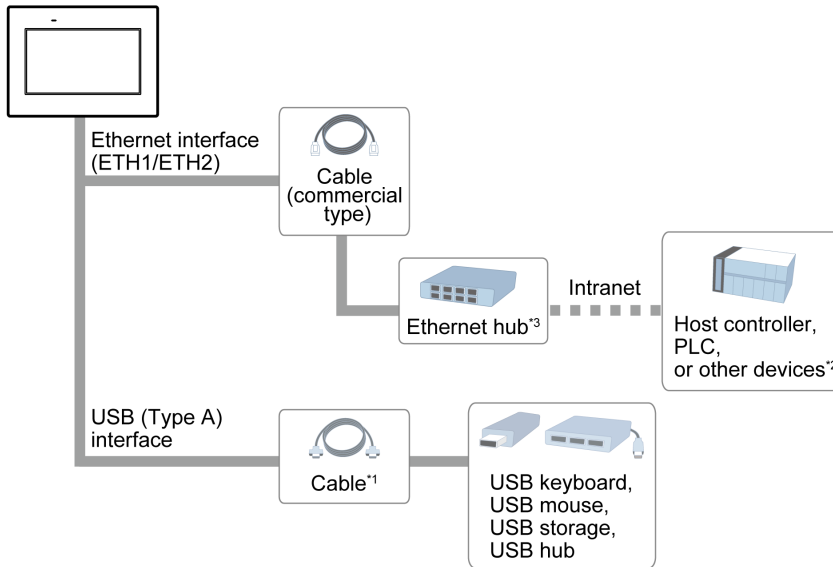 Ethernet interface
(ETH1/ETH2)
Cable
(commercial
type)
Ethernet hub*3
Intranet
Host controller,
PLC,
or other devices*2
USB (Type A)
interface
Cable*1
USB keyboard,
USB mouse,
USB storage,
USB hub